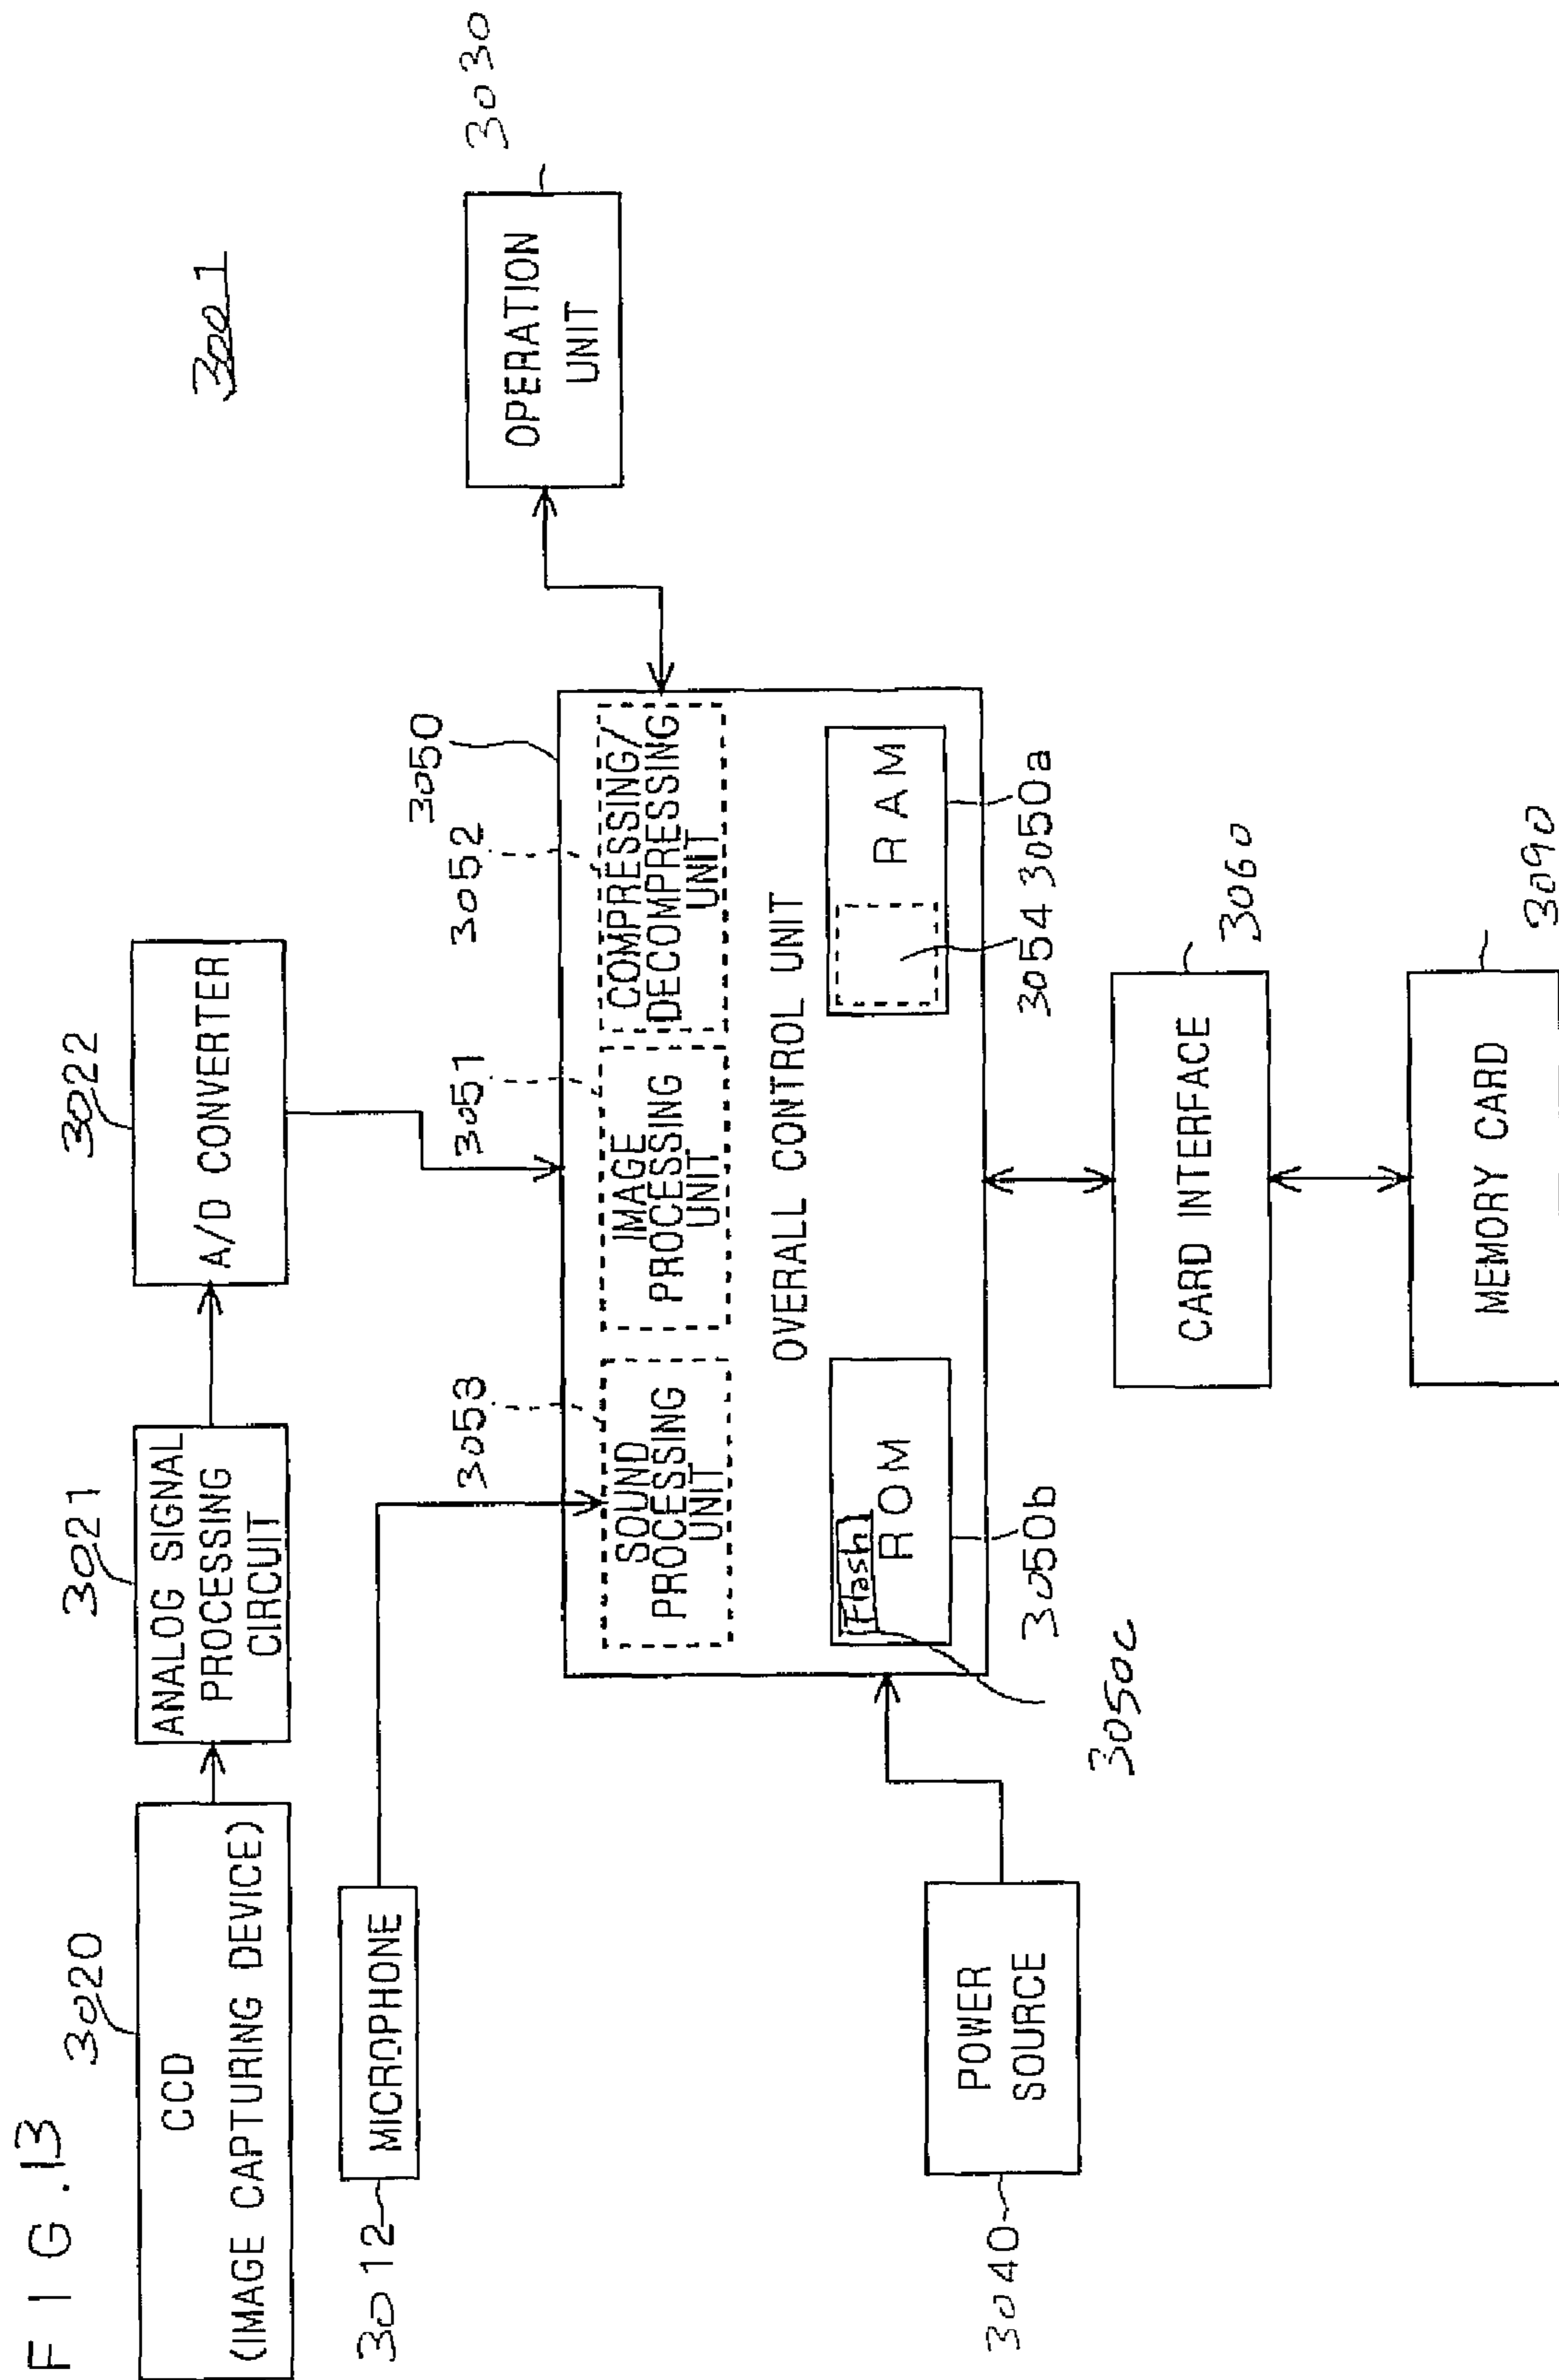 F I G . 13
3001
3020
CCD
(IMAGE CAPTURING DEVICE)
3021
ANALOG SIGNAL
PROCESSING
CIRCUIT
3022
A/D CONVERTER
3012
MICROPHONE
3030
OPERATION
UNIT
3050
3053
SOUND
PROCESSING
UNIT
3051
IMAGE
PROCESSING
UNIT
3052
COMPRESSING/
DECOMPRESSING
UNIT
OVERALL CONTROL UNIT
Flash
ROM
3050b
3050c
RAM
3054 3050a
3040
POWER
SOURCE
CARD INTERFACE
3060
MEMORY CARD
3090